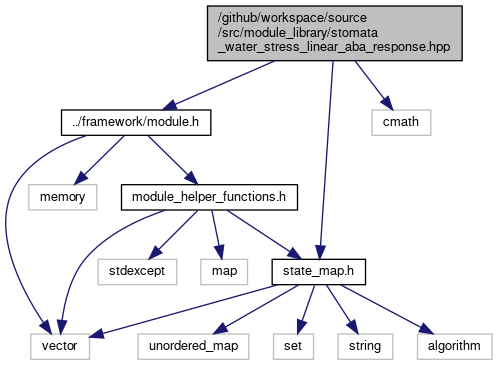 /github/workspace/source
/src/module_library/stomata
_water_stress_linear_aba_response.hpp
../framework/module.h
cmath
memory
module_helper_functions.h
stdexcept
map
state_map.h
vector
unordered_map
set
string
algorithm